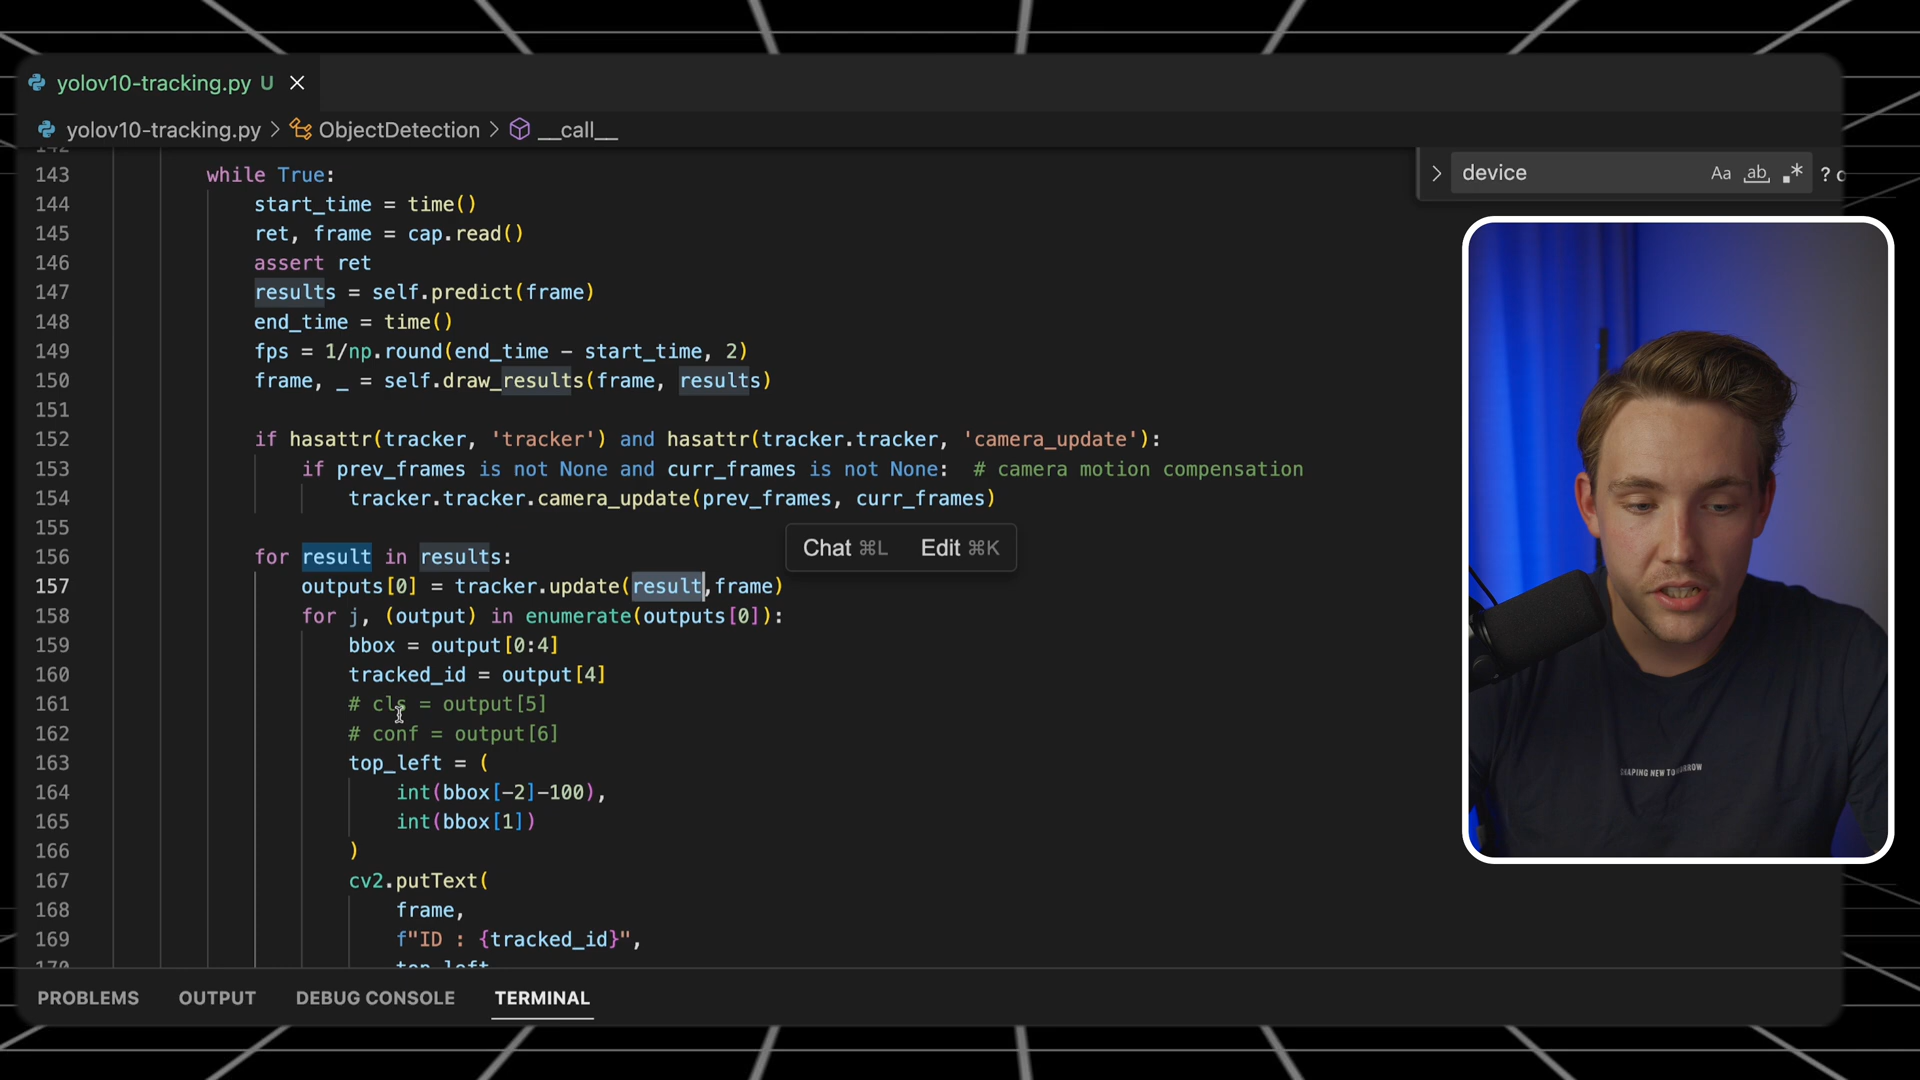 yolov10-tracking.py U
yolov10-tracking.py > ObjectDetection > __call__
device Aa ab .* ?
142
143 while True:
144 start_time = time()
145 ret, frame = cap.read()
146 assert ret
147 results = self.predict(frame)
148 end_time = time()
149 fps = 1/np.round(end_time - start_time, 2)
150 frame, _ = self.draw_results(frame, results)
151
152 if hasattr(tracker, 'tracker') and hasattr(tracker.tracker, 'camera_update'):
153 if prev_frames is not None and curr_frames is not None: # camera motion compensation
154 tracker.tracker.camera_update(prev_frames, curr_frames)
155
Chat ⌘L Edit ⌘K
156 for result in results:
157 outputs[0] = tracker.update(result,frame)
158 for j, (output) in enumerate(outputs[0]):
159 bbox = output[0:4]
160 tracked_id = output[4]
161 # cls = output[5]
162 # conf = output[6]
163 top_left = (
164 int(bbox[-2]-100),
165 int(bbox[1])
166 )
167 cv2.putText(
168 frame,
169 f"ID : {tracked_id}",
170 top_left
PROBLEMS OUTPUT DEBUG CONSOLE TERMINAL
SHAPING NEW TOMORROW